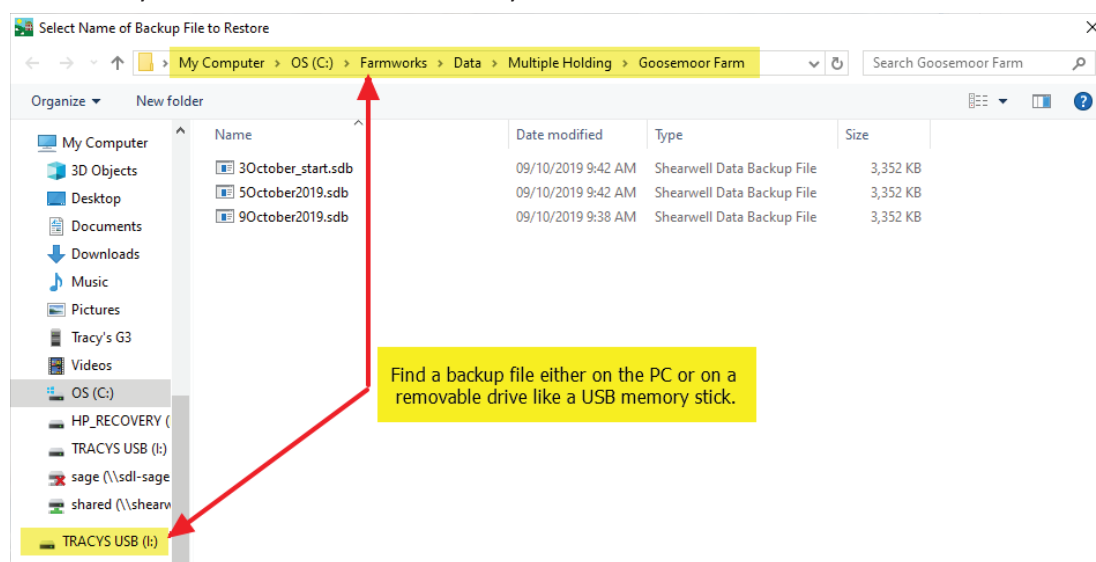 Select Name of Backup File to Restore
My Computer > OS (C:) > Farmworks > Data > Multiple Holding > Goosemoor Farm
Search Goosemoor Farm
Organize
New folder
Name Date modified Type Size
3October_start.sdb 09/10/2019 9:42 AM Shearwell Data Backup File 3,352 KB
5October2019.sdb 09/10/2019 9:42 AM Shearwell Data Backup File 3,352 KB
9October2019.sdb 09/10/2019 9:38 AM Shearwell Data Backup File 3,352 KB
My Computer
3D Objects
Desktop
Documents
Downloads
Music
Pictures
Tracy's G3
Videos
OS (C:)
HP_RECOVERY (
TRACYS USB (I:)
sage (\\sdl-sage
shared (\\shearw
TRACYS USB (I:)
Find a backup file either on the PC or on a
removable drive like a USB memory stick.